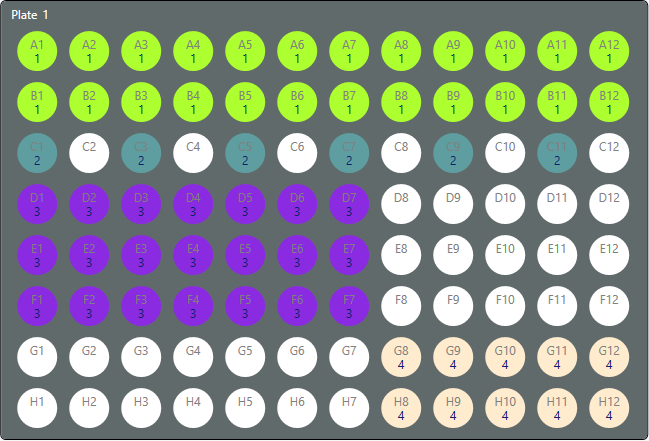 Plate 1
A1 A2 A3 A4 A5 A6 A7 A8 A9 A10 A11 A12
1 1 1 1 1 1 1 1 1 1 1 1
B1 B2 B3 B4 B5 B6 B7 B8 B9 B10 B11 B12
1 1 1 1 1 1 1 1 1 1 1 1
C1 C2 C3 C4 C5 C6 C7 C8 C9 C10 C11 C12
2 2 2 2 2 2
D1 D2 D3 D4 D5 D6 D7 D8 D9 D10 D11 D12
3 3 3 3 3 3 3
E1 E2 E3 E4 E5 E6 E7 E8 E9 E10 E11 E12
3 3 3 3 3 3 3
F1 F2 F3 F4 F5 F6 F7 F8 F9 F10 F11 F12
3 3 3 3 3 3 3
G1 G2 G3 G4 G5 G6 G7 G8 G9 G10 G11 G12
4 4 4 4 4
H1 H2 H3 H4 H5 H6 H7 H8 H9 H10 H11 H12
4 4 4 4 4